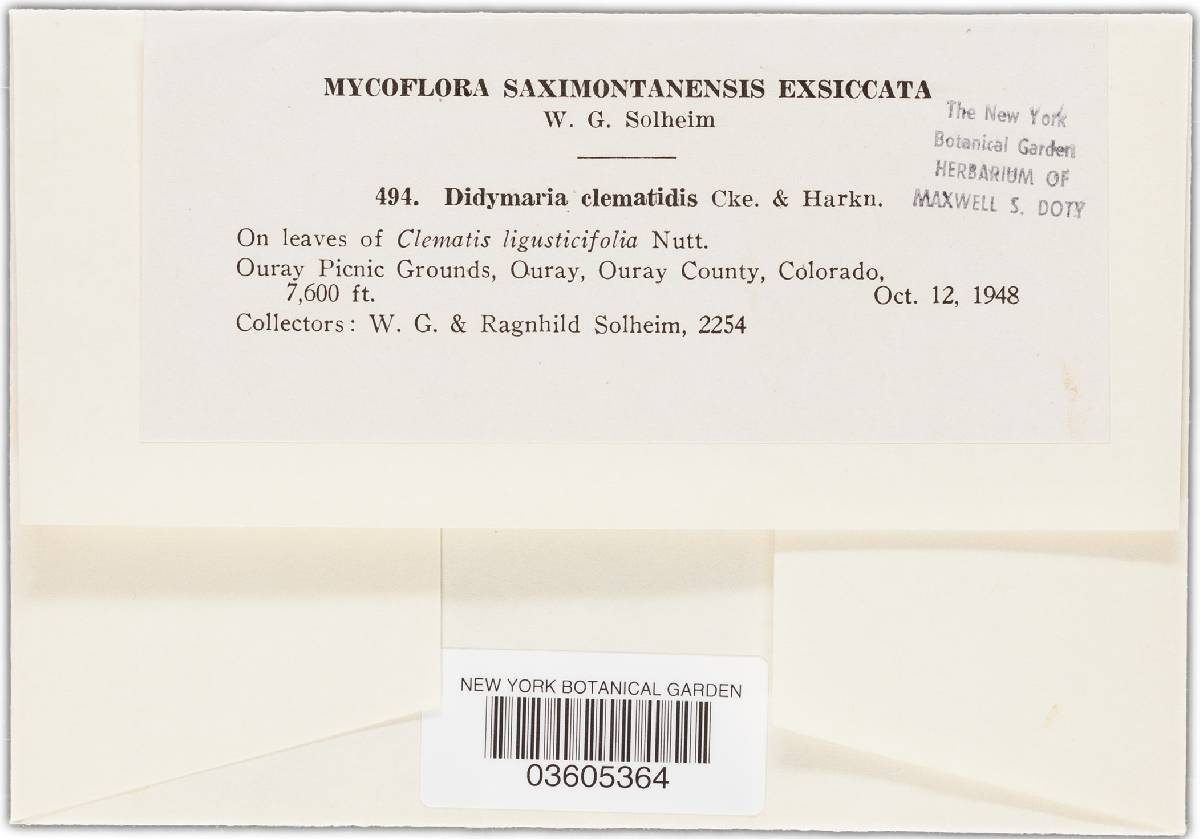 MYCOFLORA SAXIMONTANENSIS EXSICCATA
W. G. Solheim
The New York
Botanical Garden
HERBARIUM OF
MAXWELL S. DOTY
494. Didymaria clematidis Cke. & Harkn.
On leaves of Clematis ligusticifolia Nutt.
Ouray Picnic Grounds, Ouray, Ouray County, Colorado,
7,600 ft. Oct. 12, 1948
Collectors: W. G. & Ragnhild Solheim, 2254
NEW YORK BOTANICAL GARDEN
03605364